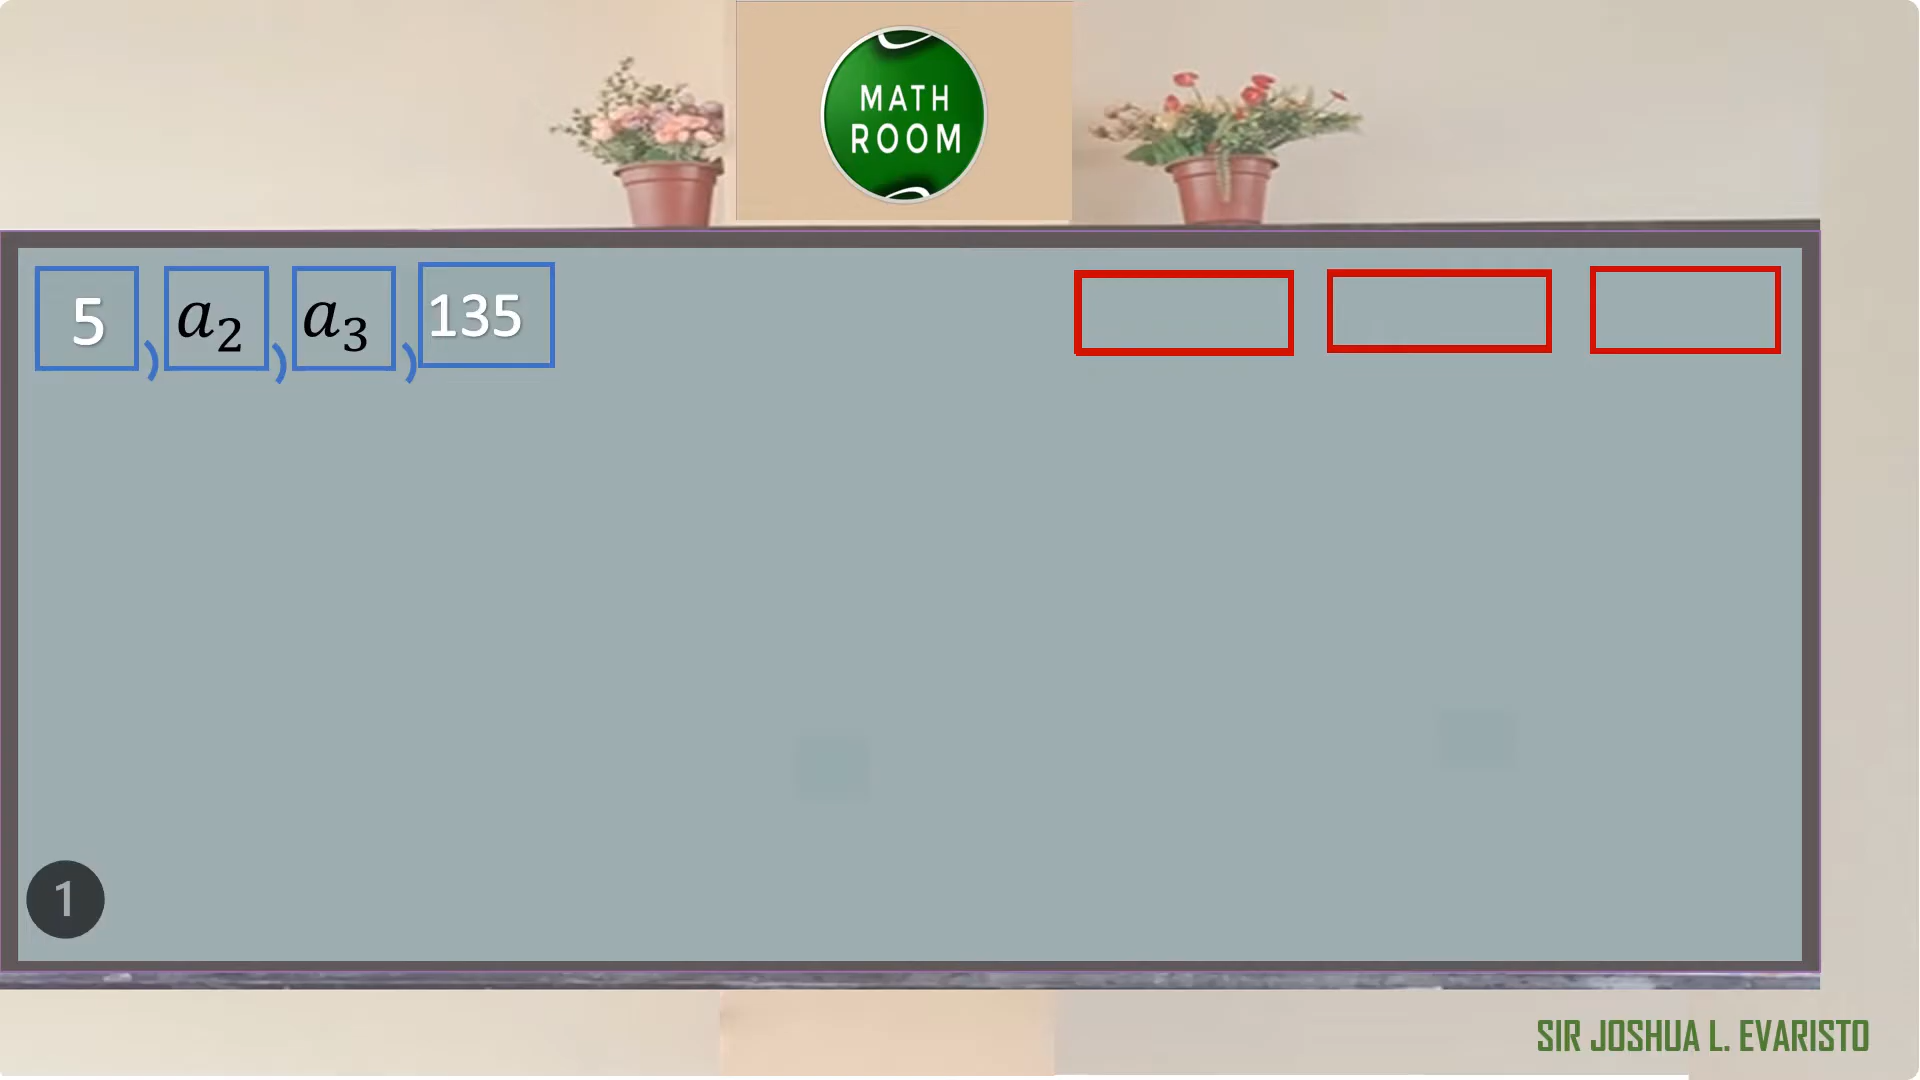 MATH
ROOM
5 , a₂ , a₃ , 135
1
SIR JOSHUA L. EVARISTO